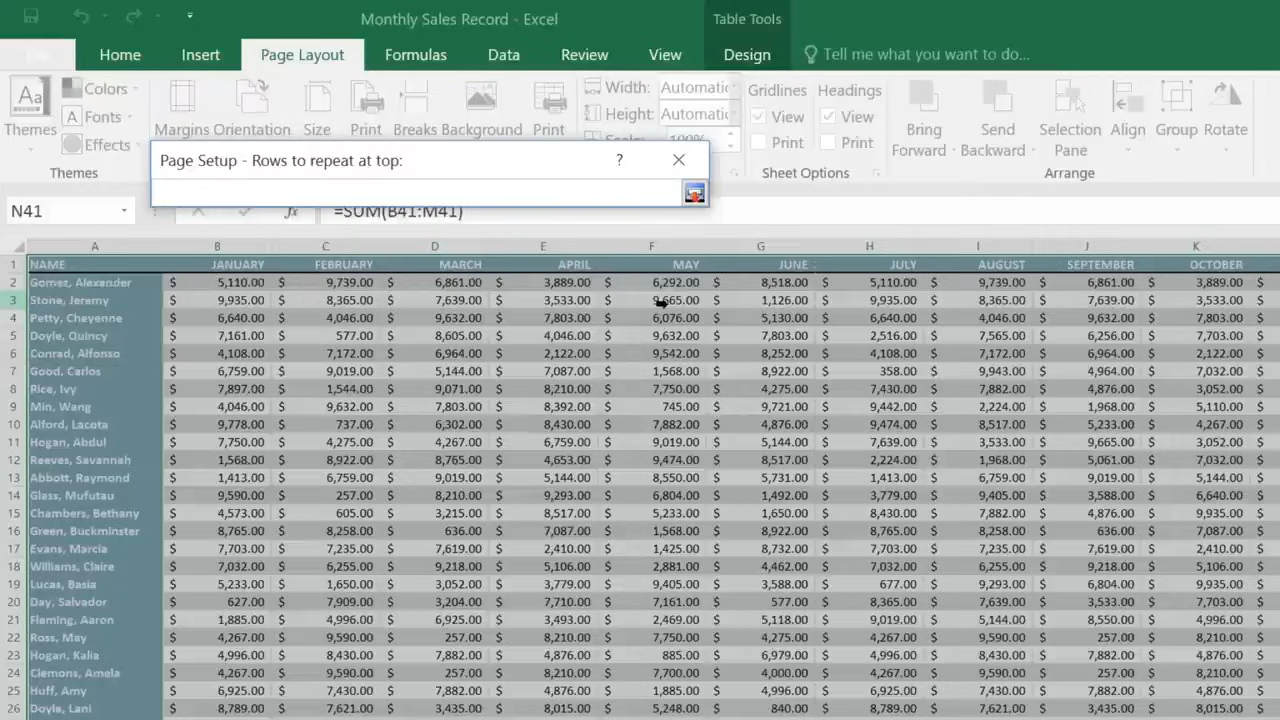 Monthly Sales Record - Excel
Table Tools
Home Insert Page Layout Formulas Data Review View Design Tell me what you want to do...
Aa Colors Width: Automatic Gridlines Headings
A Fonts Height: Automatic View View
Effects 100% Print Print
Themes Margins Orientation Size Print Breaks Background Print Bring Forward Send Backward Selection Pane Align Group Rotate
Themes Sheet Options Arrange
Page Setup - Rows to repeat at top: ?
N41 fx =SUM(B41:M41)
A B C D E F G H I J K
1 NAME JANUARY FEBRUARY MARCH APRIL MAY JUNE JULY AUGUST SEPTEMBER OCTOBER
2 Gomez, Alexander $ 5,110.00 $ 9,739.00 $ 6,861.00 $ 3,889.00 $ 6,292.00 $ 8,518.00 $ 5,110.00 $ 9,739.00 $ 6,861.00 $ 3,889.00 $
3 Stone, Jeremy $ 9,935.00 $ 8,365.00 $ 7,639.00 $ 3,533.00 $ 9,665.00 $ 1,126.00 $ 9,935.00 $ 8,365.00 $ 7,639.00 $ 3,533.00 $
4 Petty, Cheyenne $ 6,640.00 $ 4,046.00 $ 9,632.00 $ 7,803.00 $ 6,076.00 $ 5,130.00 $ 6,640.00 $ 4,046.00 $ 9,632.00 $ 7,803.00 $
5 Doyle, Quincy $ 7,161.00 $ 577.00 $ 8,605.00 $ 4,046.00 $ 9,632.00 $ 7,803.00 $ 2,516.00 $ 7,565.00 $ 6,256.00 $ 7,703.00 $
6 Conrad, Alfonso $ 4,108.00 $ 7,172.00 $ 6,964.00 $ 2,122.00 $ 9,542.00 $ 8,252.00 $ 4,108.00 $ 7,172.00 $ 6,964.00 $ 2,122.00 $
7 Good, Carlos $ 6,759.00 $ 9,019.00 $ 5,144.00 $ 7,087.00 $ 1,568.00 $ 8,922.00 $ 358.00 $ 9,943.00 $ 4,964.00 $ 7,032.00 $
8 Rice, Ivy $ 7,897.00 $ 1,544.00 $ 9,071.00 $ 8,210.00 $ 7,750.00 $ 4,275.00 $ 7,430.00 $ 7,882.00 $ 4,876.00 $ 3,052.00 $
9 Min, Wang $ 4,046.00 $ 9,632.00 $ 7,803.00 $ 8,392.00 $ 745.00 $ 9,721.00 $ 9,442.00 $ 2,224.00 $ 1,968.00 $ 5,110.00 $
10 Alford, Lacota $ 9,778.00 $ 737.00 $ 6,302.00 $ 8,430.00 $ 7,882.00 $ 4,876.00 $ 9,474.00 $ 8,517.00 $ 5,233.00 $ 4,267.00 $
11 Hogan, Abdul $ 7,750.00 $ 4,275.00 $ 4,267.00 $ 6,759.00 $ 9,019.00 $ 5,144.00 $ 7,639.00 $ 3,533.00 $ 9,665.00 $ 3,052.00 $
12 Reeves, Savannah $ 1,568.00 $ 8,922.00 $ 8,765.00 $ 4,653.00 $ 9,474.00 $ 8,517.00 $ 2,224.00 $ 1,968.00 $ 5,061.00 $ 7,032.00 $
13 Abbott, Raymond $ 1,413.00 $ 6,759.00 $ 9,019.00 $ 5,144.00 $ 8,550.00 $ 5,731.00 $ 1,413.00 $ 6,759.00 $ 9,019.00 $ 5,144.00 $
14 Glass, Mufutau $ 9,590.00 $ 257.00 $ 8,210.00 $ 9,293.00 $ 6,804.00 $ 1,492.00 $ 3,779.00 $ 9,405.00 $ 3,588.00 $ 6,640.00 $
15 Chambers, Bethany $ 4,573.00 $ 605.00 $ 3,215.00 $ 8,517.00 $ 5,233.00 $ 1,650.00 $ 8,430.00 $ 7,882.00 $ 4,876.00 $ 9,935.00 $
16 Green, Buckminster $ 8,765.00 $ 8,258.00 $ 636.00 $ 7,087.00 $ 1,568.00 $ 8,922.00 $ 8,765.00 $ 8,258.00 $ 636.00 $ 7,087.00 $
17 Evans, Marcia $ 7,703.00 $ 7,235.00 $ 7,619.00 $ 2,410.00 $ 1,425.00 $ 8,732.00 $ 7,703.00 $ 7,235.00 $ 7,619.00 $ 2,410.00 $
18 Williams, Claire $ 7,032.00 $ 6,255.00 $ 9,218.00 $ 5,106.00 $ 2,881.00 $ 4,462.00 $ 7,032.00 $ 6,255.00 $ 9,218.00 $ 5,106.00 $
19 Lucas, Basia $ 5,233.00 $ 1,650.00 $ 3,052.00 $ 3,779.00 $ 9,405.00 $ 3,588.00 $ 677.00 $ 9,293.00 $ 6,804.00 $ 9,935.00 $
20 Day, Salvador $ 627.00 $ 7,909.00 $ 3,204.00 $ 7,710.00 $ 7,161.00 $ 577.00 $ 8,365.00 $ 7,639.00 $ 3,533.00 $ 7,703.00 $
21 Fleming, Aaron $ 1,885.00 $ 4,996.00 $ 6,925.00 $ 3,493.00 $ 2,469.00 $ 5,118.00 $ 9,019.00 $ 5,144.00 $ 8,550.00 $ 4,996.00 $
22 Ross, May $ 4,267.00 $ 9,590.00 $ 257.00 $ 8,210.00 $ 7,750.00 $ 4,275.00 $ 4,267.00 $ 9,590.00 $ 257.00 $ 8,210.00 $
23 Hogan, Kalia $ 4,996.00 $ 8,430.00 $ 7,882.00 $ 4,876.00 $ 885.00 $ 6,979.00 $ 4,996.00 $ 8,430.00 $ 7,882.00 $ 4,876.00 $
24 Clemons, Amela $ 4,267.00 $ 9,590.00 $ 257.00 $ 8,210.00 $ 7,700.00 $ 4,000.00 $ 4,267.00 $ 9,590.00 $ 257.00 $ 8,210.00 $
25 Huff, Amy $ 6,925.00 $ 7,430.00 $ 7,882.00 $ 4,876.00 $ 1,885.00 $ 4,996.00 $ 6,925.00 $ 7,430.00 $ 7,882.00 $ 4,876.00 $
26 Doyle, Lani $ 8,789.00 $ 7,621.00 $ 3,435.00 $ 8,015.00 $ 5,248.00 $ 840.00 $ 8,789.00 $ 7,621.00 $ 3,435.00 $ 8,015.00 $